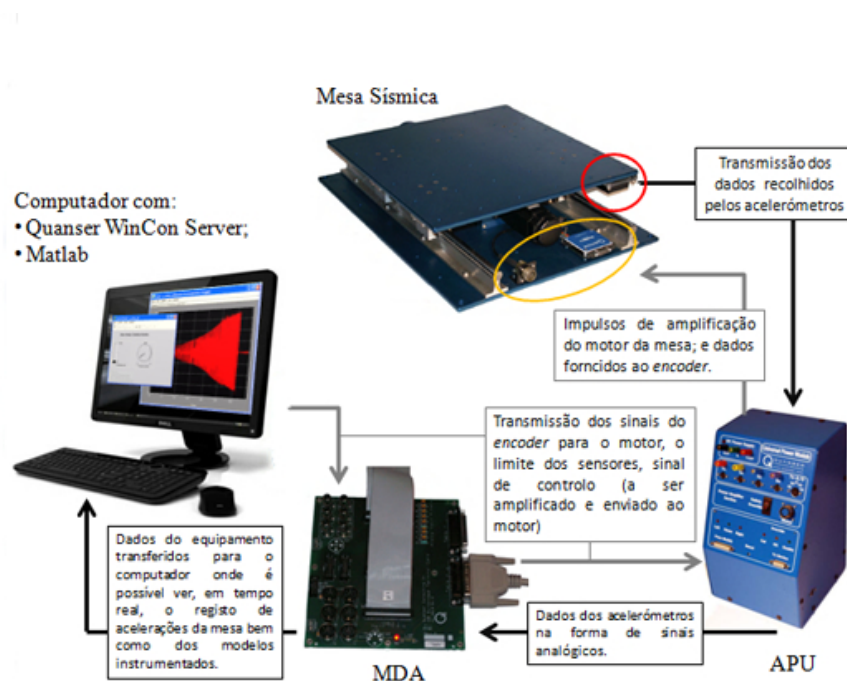 Mesa Sísmica
Transmissão dos
dados recolhidos
pelos acelerómetros
Computador com:
• Quanser WinCon Server;
• Matlab
Impulsos de amplificação
do motor da mesa; e dados
forncidos ao encoder.
Transmissão dos sinais do
encoder para o motor, o
limite dos sensores, sinal
de controlo (a ser
amplificado e enviado ao
motor)
Dados do equipamento
transferidos para o
computador onde é
possível ver, em tempo
real, o registo de
acelerações da mesa bem
como dos modelos
instrumentados.
Dados dos acelerómetros
na forma de sinais
analógicos.
MDA
APU